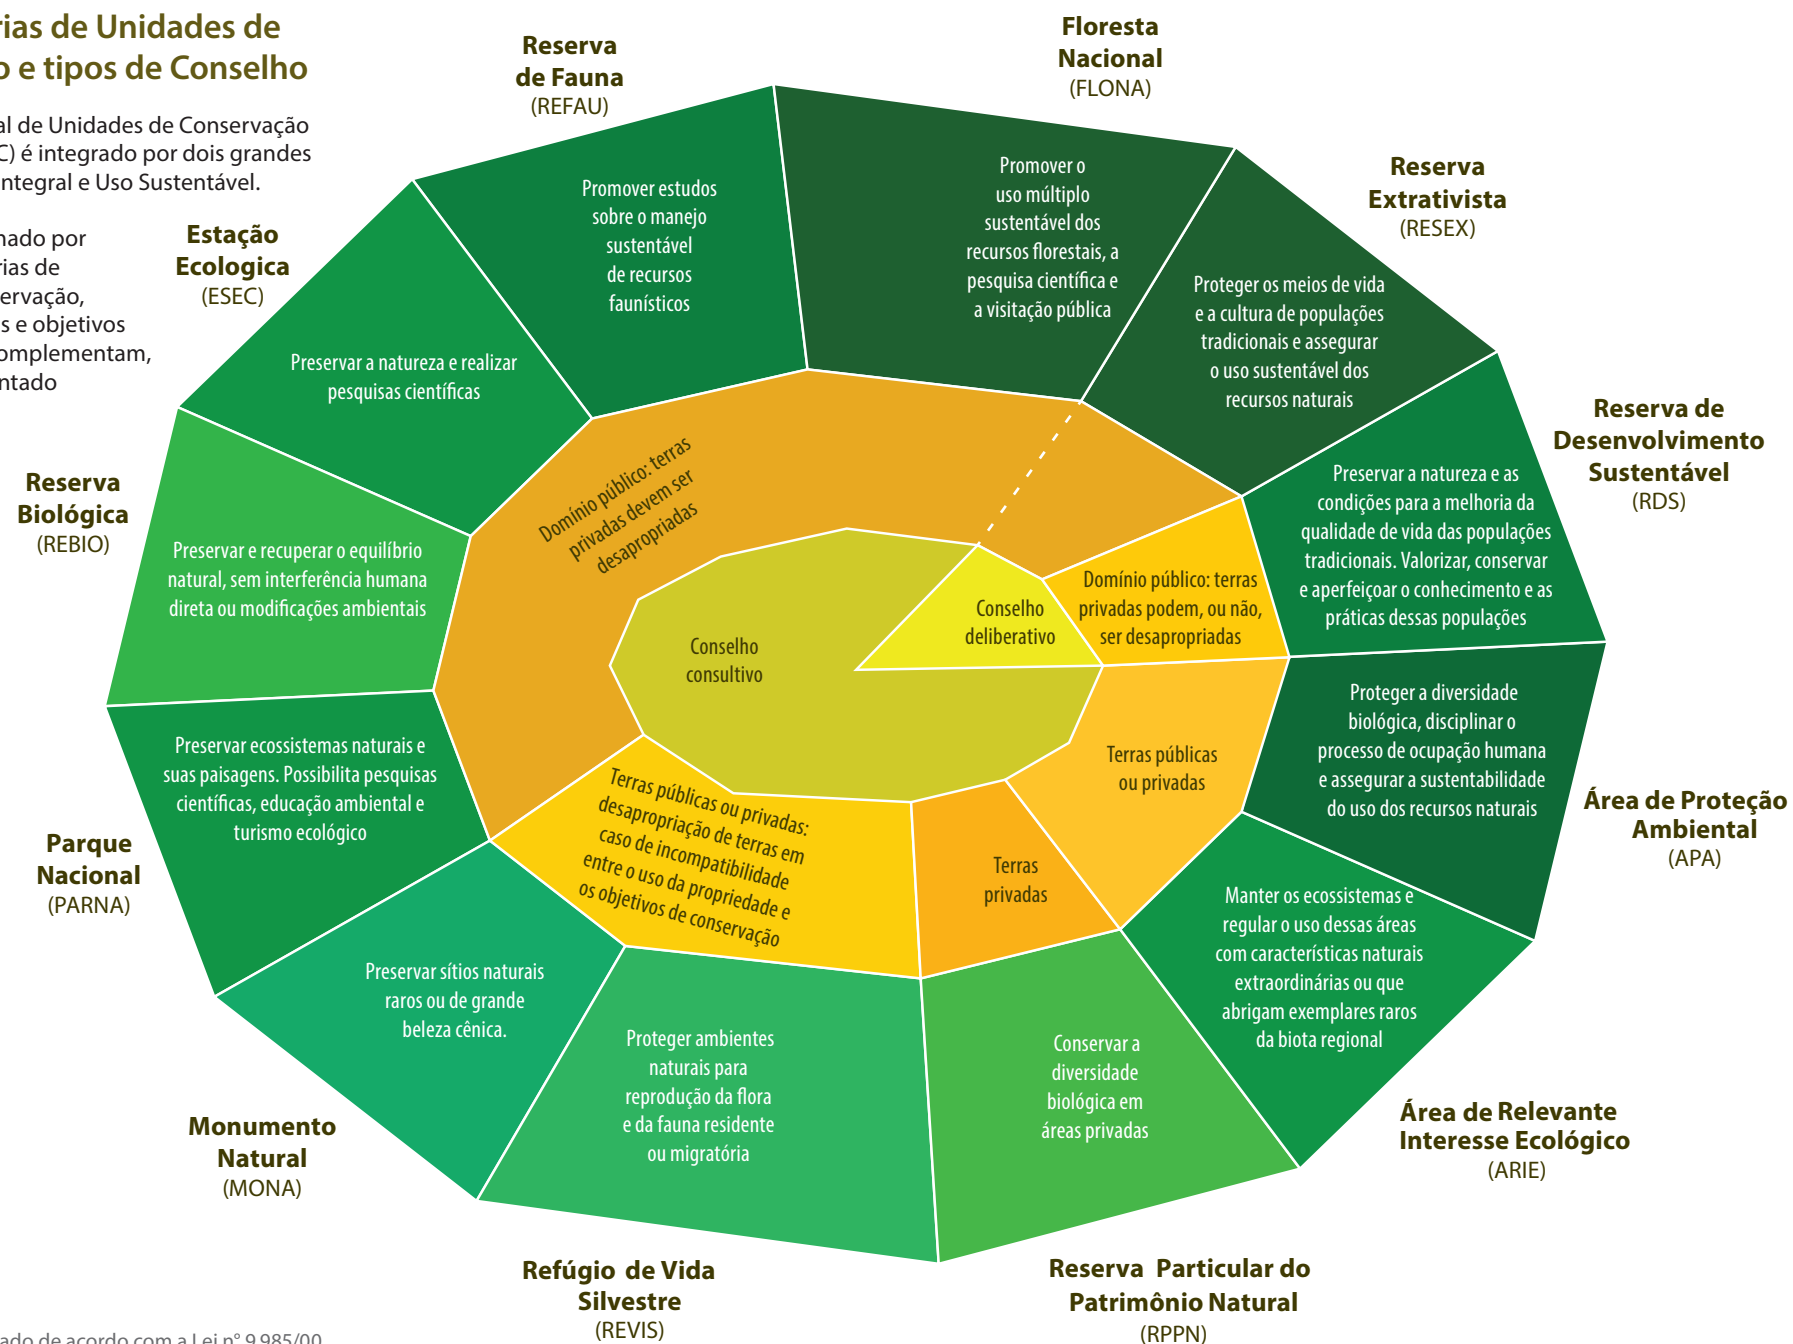 rias de Unidades de
o e tipos de Conselho
al de Unidades de Conservação
C) é integrado por dois grandes
ntegral e Uso Sustentável.
nado por
rias de
servação,
s e objetivos
omplementam,
ntado
Reserva
de Fauna
(REFAU)
Floresta
Nacional
(FLONA)
Reserva
Extrativista
(RESEX)
Reserva de
Desenvolvimento
Sustentável
(RDS)
Área de Proteção
Ambiental
(APA)
Área de Relevante
Interesse Ecológico
(ARIE)
Reserva Particular do
Patrimônio Natural
(RPPN)
Refúgio de Vida
Silvestre
(REVIS)
Monumento
Natural
(MONA)
Parque
Nacional
(PARNA)
Reserva
Biológica
(REBIO)
Estação
Ecologica
(ESEC)
Promover estudos
sobre o manejo
sustentável
de recursos
faunísticos
Promover o
uso múltiplo
sustentável dos
recursos florestais, a
pesquisa científica e
a visitação pública
Proteger os meios de vida
e a cultura de populações
tradicionais e assegurar
o uso sustentável dos
recursos naturais
Preservar a natureza e as
condições para a melhoria da
qualidade de vida das populações
tradicionais. Valorizar, conservar
e aperfeiçoar o conhecimento e as
práticas dessas populações
Proteger a diversidade
biológica, disciplinar o
processo de ocupação humana
e assegurar a sustentabilidade
do uso dos recursos naturais
Manter os ecossistemas e
regular o uso dessas áreas
com características naturais
extraordinárias ou que
abrigam exemplares raros
da biota regional
Conservar a
diversidade
biológica em
áreas privadas
Proteger ambientes
naturais para
reprodução da flora
e da fauna residente
ou migratória
Preservar sítios naturais
raros ou de grande
beleza cênica.
Preservar ecossistemas naturais e
suas paisagens. Possibilita pesquisas
científicas, educação ambiental e
turismo ecológico
Preservar e recuperar o equilíbrio
natural, sem interferência humana
direta ou modificações ambientais
Preservar a natureza e realizar
pesquisas científicas
Domínio público: terras
privadas devem ser
desapropriadas
Domínio público: terras
privadas podem, ou não,
ser desapropriadas
Terras públicas
ou privadas
Terras
privadas
Terras públicas ou privadas:
desapropriação de terras em
caso de incompatibilidade
entre o uso da propriedade e
os objetivos de conservação
Conselho
consultivo
Conselho
deliberativo
ado de acordo com a Lei n° 9.985/00